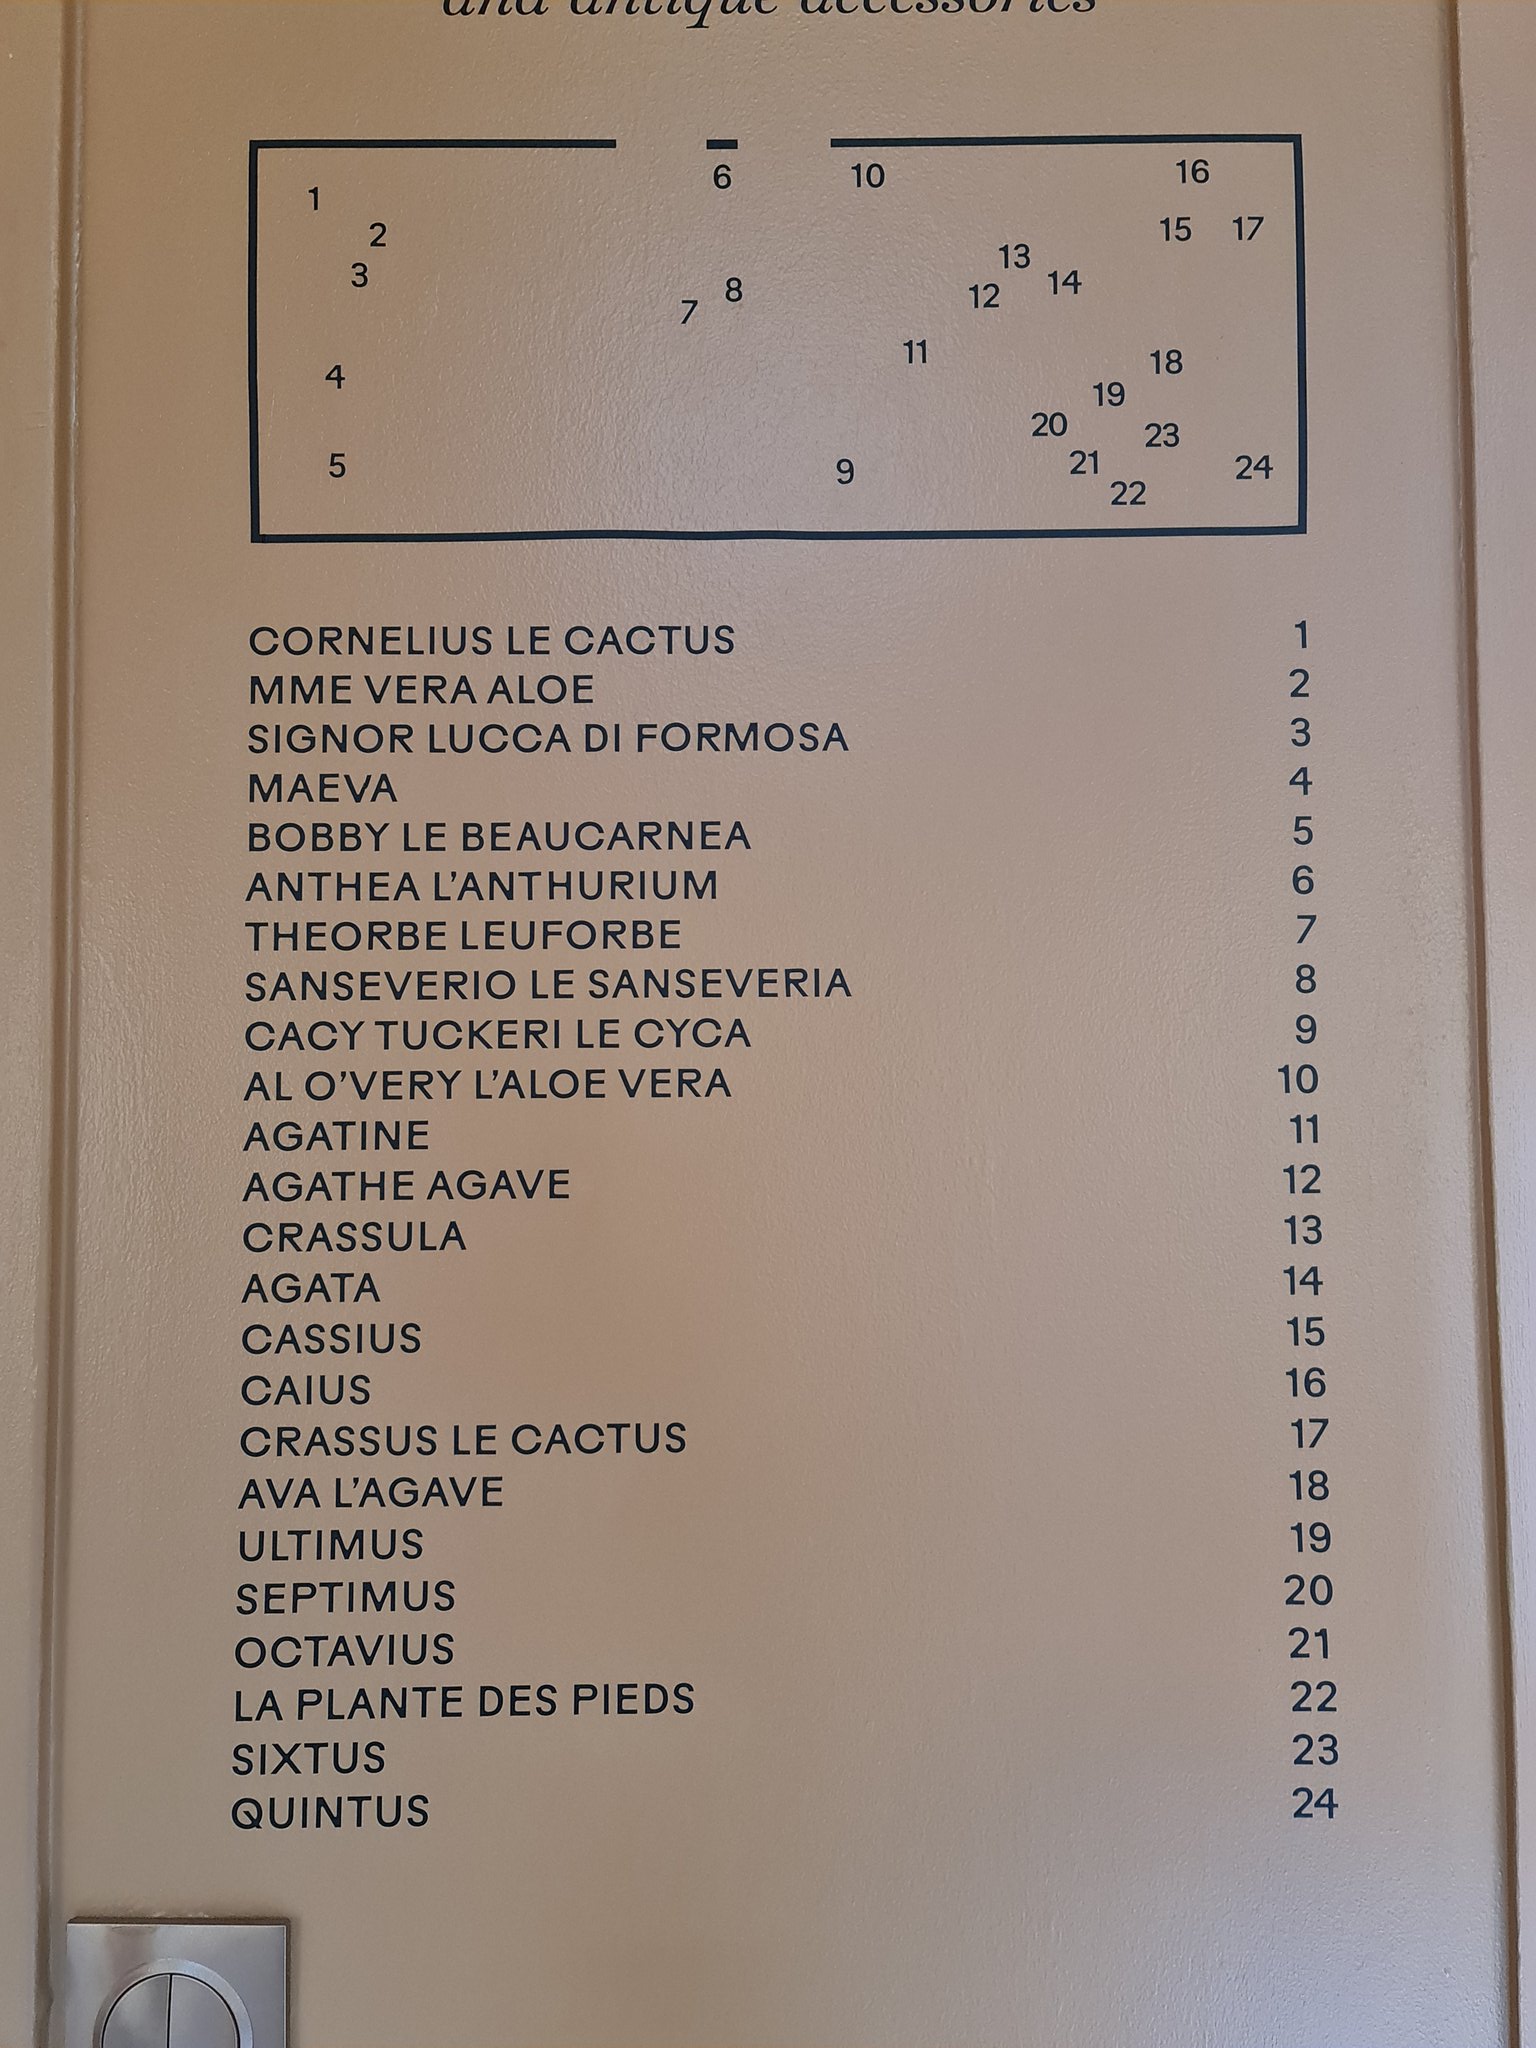 and antique accessories
1
6
10
16
2
15
17
3
13
12
14
7
8
11
18
4
19
20
23
5
9
21
24
22
CORNELIUS LE CACTUS 1
MME VERA ALOE 2
SIGNOR LUCCA DI FORMOSA 3
MAEVA 4
BOBBY LE BEAUCARNEA 5
ANTHEA L'ANTHURIUM 6
THEORBE LEUFORBE 7
SANSEVERIO LE SANSEVERIA 8
CACY TUCKERI LE CYCA 9
AL O'VERY L'ALOE VERA 10
AGATINE 11
AGATHE AGAVE 12
CRASSULA 13
AGATA 14
CASSIUS 15
CAIUS 16
CRASSUS LE CACTUS 17
AVA L'AGAVE 18
ULTIMUS 19
SEPTIMUS 20
OCTAVIUS 21
LA PLANTE DES PIEDS 22
SIXTUS 23
QUINTUS 24